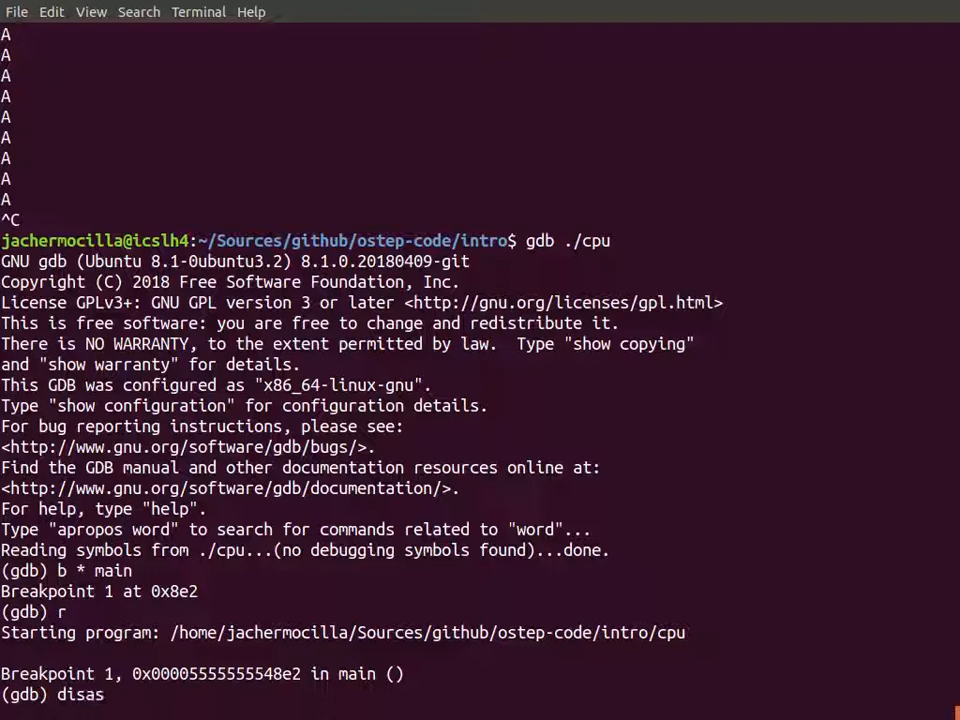 File Edit View Search Terminal Help
A
A
A
A
A
A
A
A
A
^C
jachermocilla@icslh4:~/Sources/github/ostep-code/intro$ gdb ./cpu
GNU gdb (Ubuntu 8.1-0ubuntu3.2) 8.1.0.20180409-git
Copyright (C) 2018 Free Software Foundation, Inc.
License GPLv3+: GNU GPL version 3 or later <http://gnu.org/licenses/gpl.html>
This is free software: you are free to change and redistribute it.
There is NO WARRANTY, to the extent permitted by law.  Type "show copying"
and "show warranty" for details.
This GDB was configured as "x86_64-linux-gnu".
Type "show configuration" for configuration details.
For bug reporting instructions, please see:
<http://www.gnu.org/software/gdb/bugs/>.
Find the GDB manual and other documentation resources online at:
<http://www.gnu.org/software/gdb/documentation/>.
For help, type "help".
Type "apropos word" to search for commands related to "word"...
Reading symbols from ./cpu...(no debugging symbols found)...done.
(gdb) b * main
Breakpoint 1 at 0x8e2
(gdb) r
Starting program: /home/jachermocilla/Sources/github/ostep-code/intro/cpu
Breakpoint 1, 0x00005555555548e2 in main ()
(gdb) disas